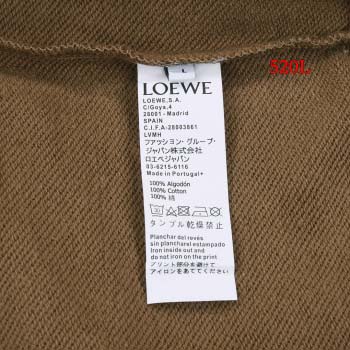 L
520L
LOEWE
LOEWE,S.A.
C/Goya,4
28001 - Madrid
SPAIN
C.I.F.A-28003861
LVMH
ファッション・グループ・
ジャパン株式会社
ロエベジャパン
03-6215-6116
Made in Portugal+
100% Algodón
100% Cotton
100% 綿
タンブル乾燥禁止
Planchar del revés
sin plancharel estampado
Iron inside out and
do not iron on the print
プリント部分を避けて
アイロンをあててください